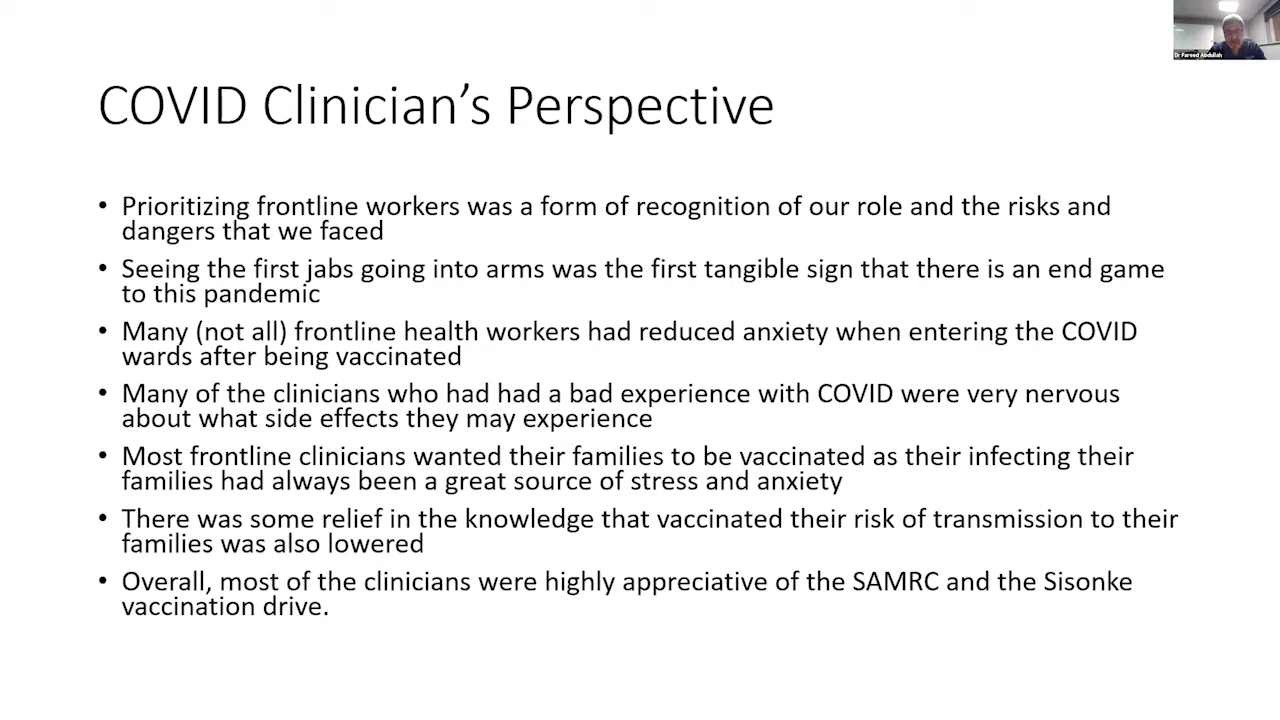 Dr Fareed Abdullah
COVID Clinician’s Perspective
• Prioritizing frontline workers was a form of recognition of our role and the risks and
dangers that we faced
• Seeing the first jabs going into arms was the first tangible sign that there is an end game
to this pandemic
• Many (not all) frontline health workers had reduced anxiety when entering the COVID
wards after being vaccinated
• Many of the clinicians who had had a bad experience with COVID were very nervous
about what side effects they may experience
• Most frontline clinicians wanted their families to be vaccinated as their infecting their
families had always been a great source of stress and anxiety
• There was some relief in the knowledge that vaccinated their risk of transmission to their
families was also lowered
• Overall, most of the clinicians were highly appreciative of the SAMRC and the Sisonke
vaccination drive.